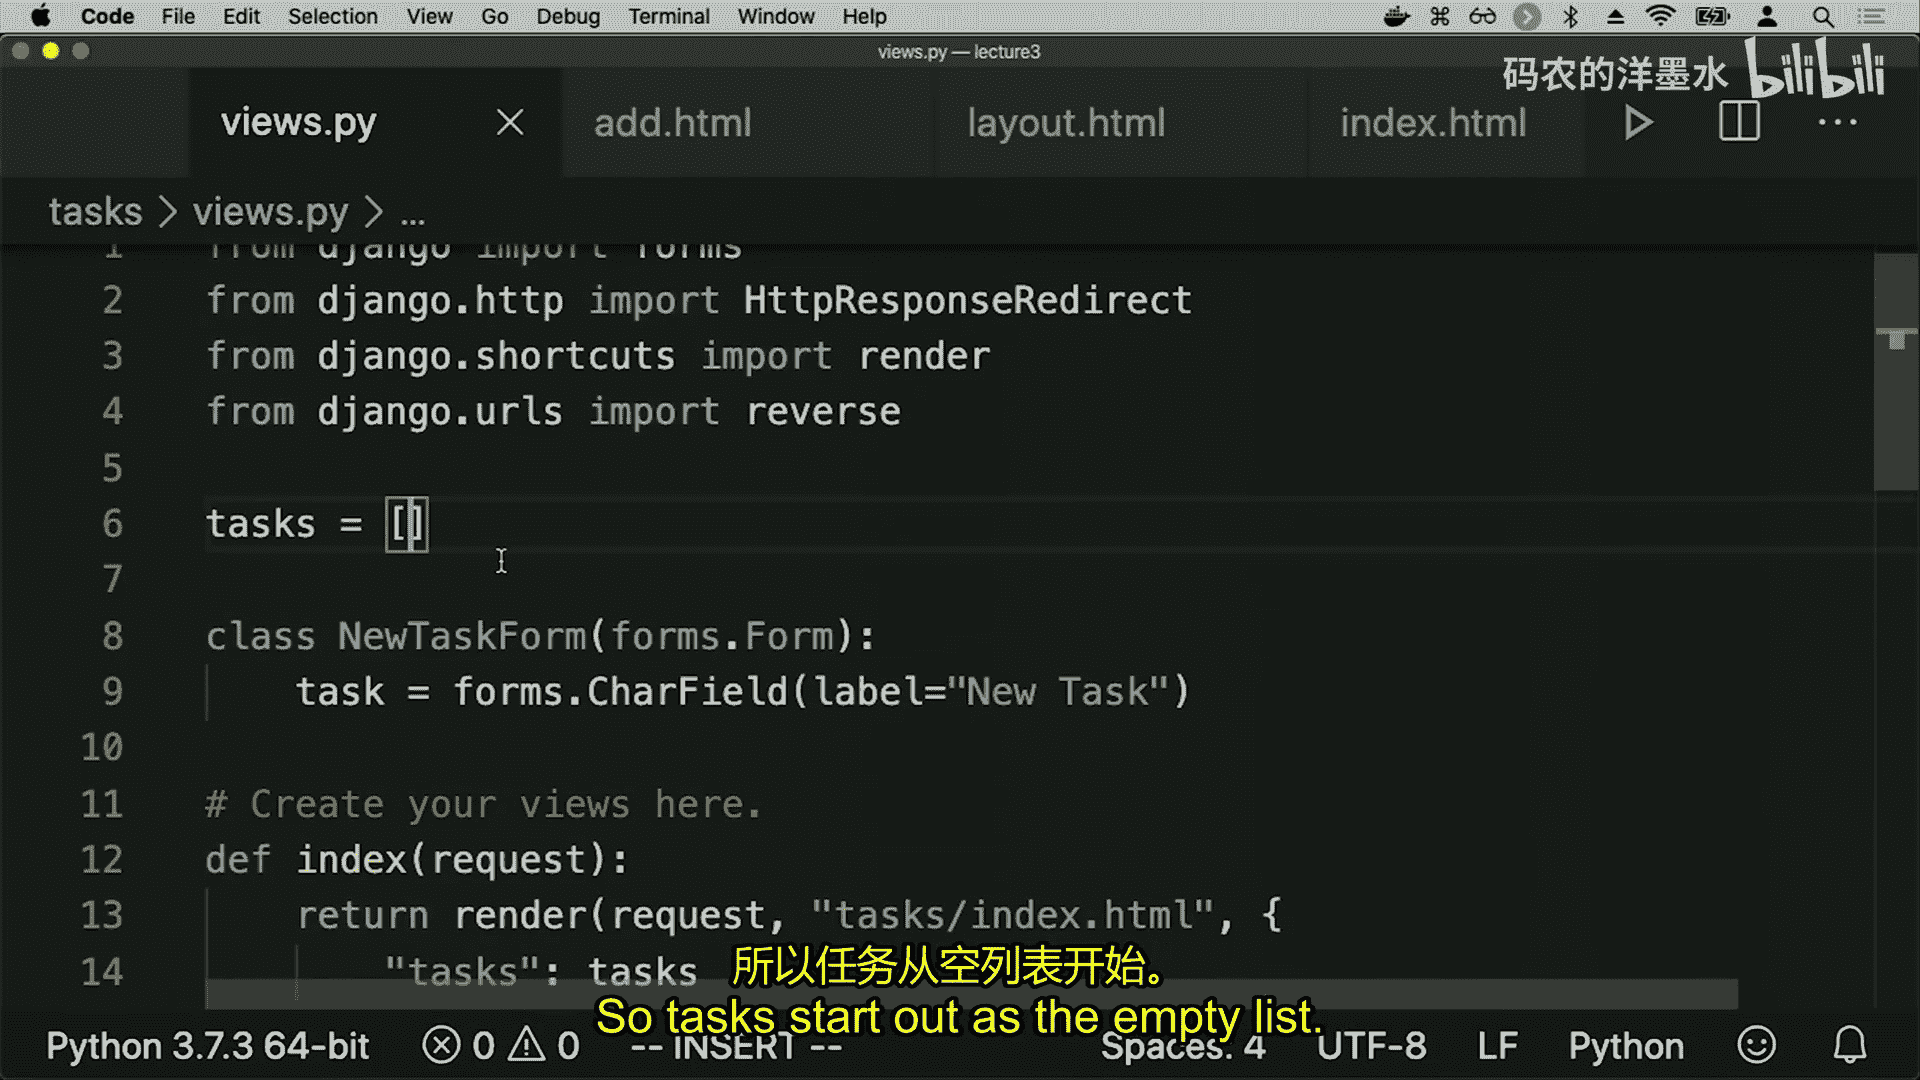 Code File Edit Selection View Go Debug Terminal Window Help
views.py — lecture3
码农的洋墨水 bilibili
views.py add.html layout.html index.html
tasks > views.py > ...
1 from django import forms
2 from django.http import HttpResponseRedirect
3 from django.shortcuts import render
4 from django.urls import reverse
5
6 tasks = []
7
8 class NewTaskForm(forms.Form):
9 task = forms.CharField(label="New Task")
10
11 # Create your views here.
12 def index(request):
13 return render(request, "tasks/index.html", {
14 "tasks": tasks
所以任务从空列表开始。
So tasks start out as the empty list.
Python 3.7.3 64-bit 0 0 -- INSERT -- Spaces: 4 UTF-8 LF Python